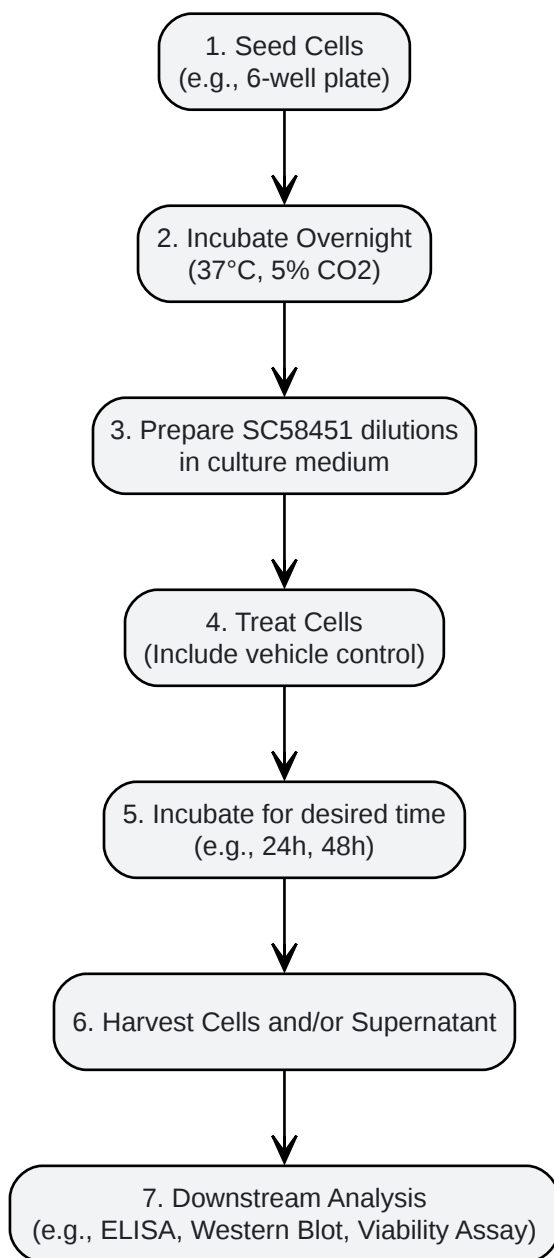 1. Seed Cells
(e.g., 6-well plate)
2. Incubate Overnight
(37°C, 5% CO2)
3. Prepare SC58451 dilutions
in culture medium
4. Treat Cells
(Include vehicle control)
5. Incubate for desired time
(e.g., 24h, 48h)
6. Harvest Cells and/or Supernatant
7. Downstream Analysis
(e.g., ELISA, Western Blot, Viability Assay)